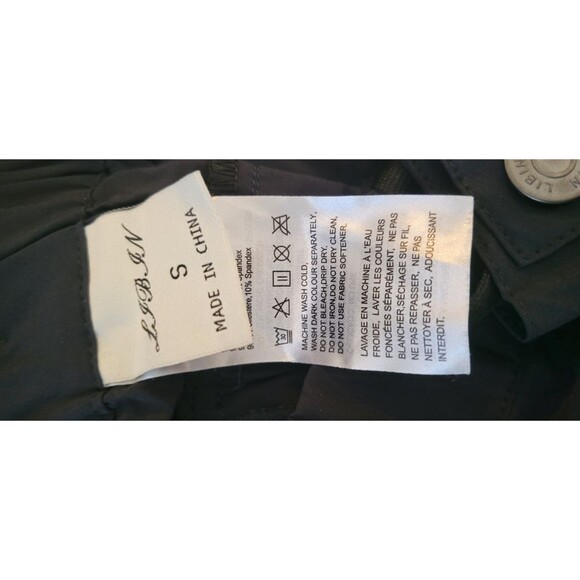 LIBIN
S
MADE IN CHINA
Spandex
10% Spandex
30
MACHINE WASH COLD,
WASH DARK COLOUR SEPARATELY,
DO NOT BLEACH,DRIP DRY,
DO NOT IRON,DO NOT DRY CLEAN,
DO NOT USE FABRIC SOFTENER,
LAVAGE EN MACHINE À L'EAU
FROIDE, LAVER LES COULEURS
FONCÉES SÉPARÉMENT, NE PAS
BLANCHER,SÉCHAGE SUR FIL,
NE PAS REPASSER, NE PAS
NETTOYER À SEC, ADOUCISSANT
INTERDIT.
LIBIN